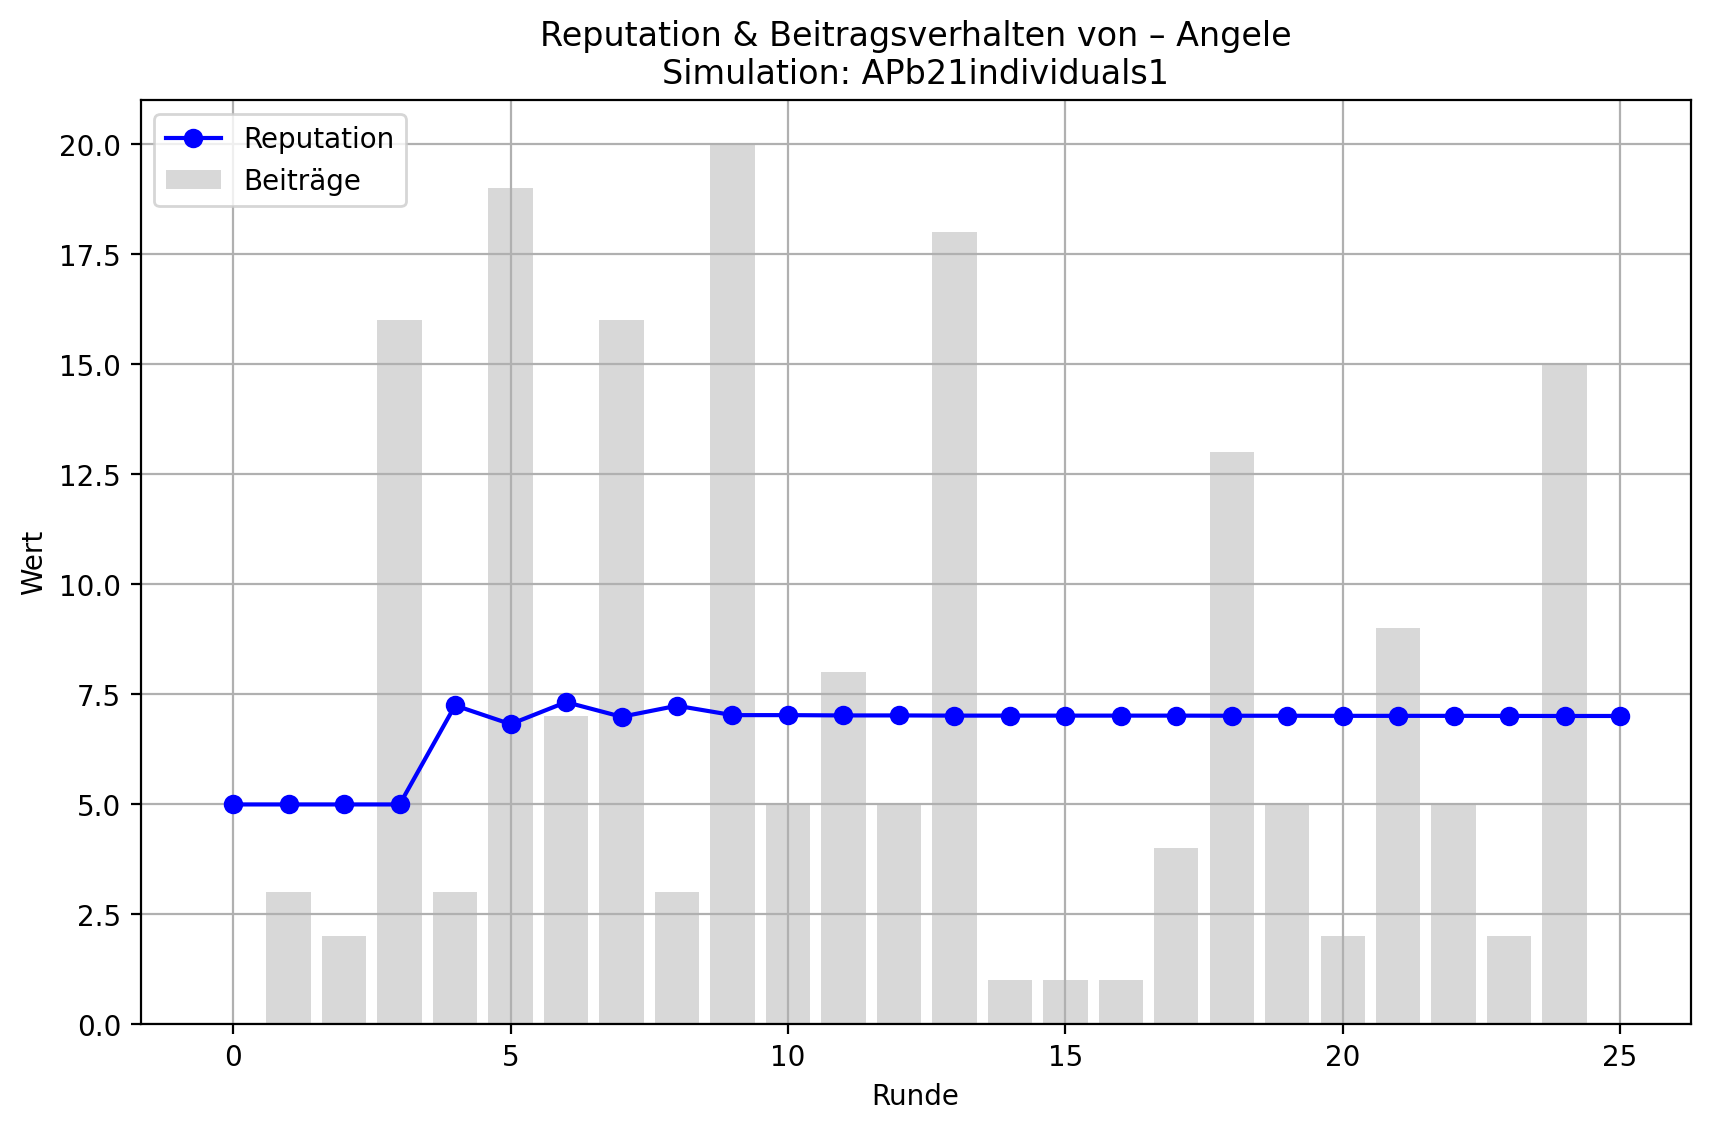 Reputation & Beitragsverhalten von – Angele
Simulation: APb21individuals1
Reputation
Beiträge
20.0
17.5
15.0
12.5
10.0
7.5
5.0
2.5
0.0
Wert
0 5 10 15 20 25
Runde